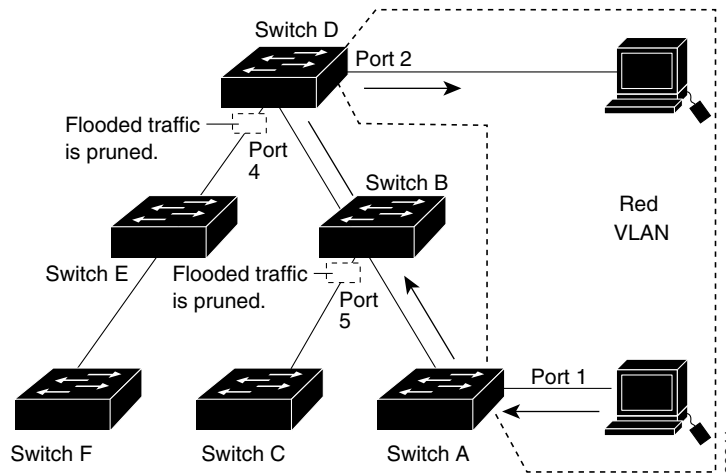 Switch D
Port 2
Flooded traffic
is pruned.
Port
4
Switch B
Red
VLAN
Switch E
Flooded traffic
is pruned.
Port
5
Port 1
Switch F
Switch C
Switch A